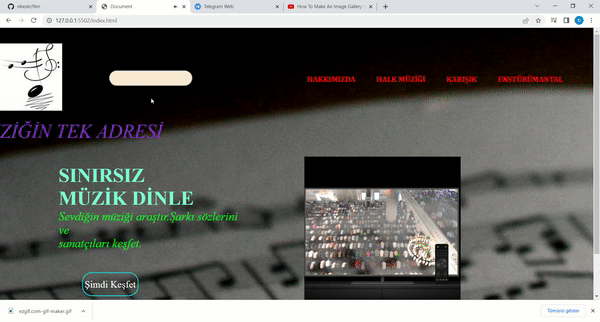 nbaskr/film
Document
Telegram Web
How To Make An Image Gallery
127.0.0.1:5502/index.html
HAKKIMIZDA
HALK MÜZİĞİ
KARIŞIK
ENSTÜRÜMANTAL
ZİĞİN TEK ADRESİ
SINIRSIZ
MÜZİK DİNLE
Sevdiğin müziği araştır.Şarkı sözlerini
ve
sanatçıları keşfet.
Şimdi Keşfet
ezgif.com-gif-maker.gif
Tümünü göster